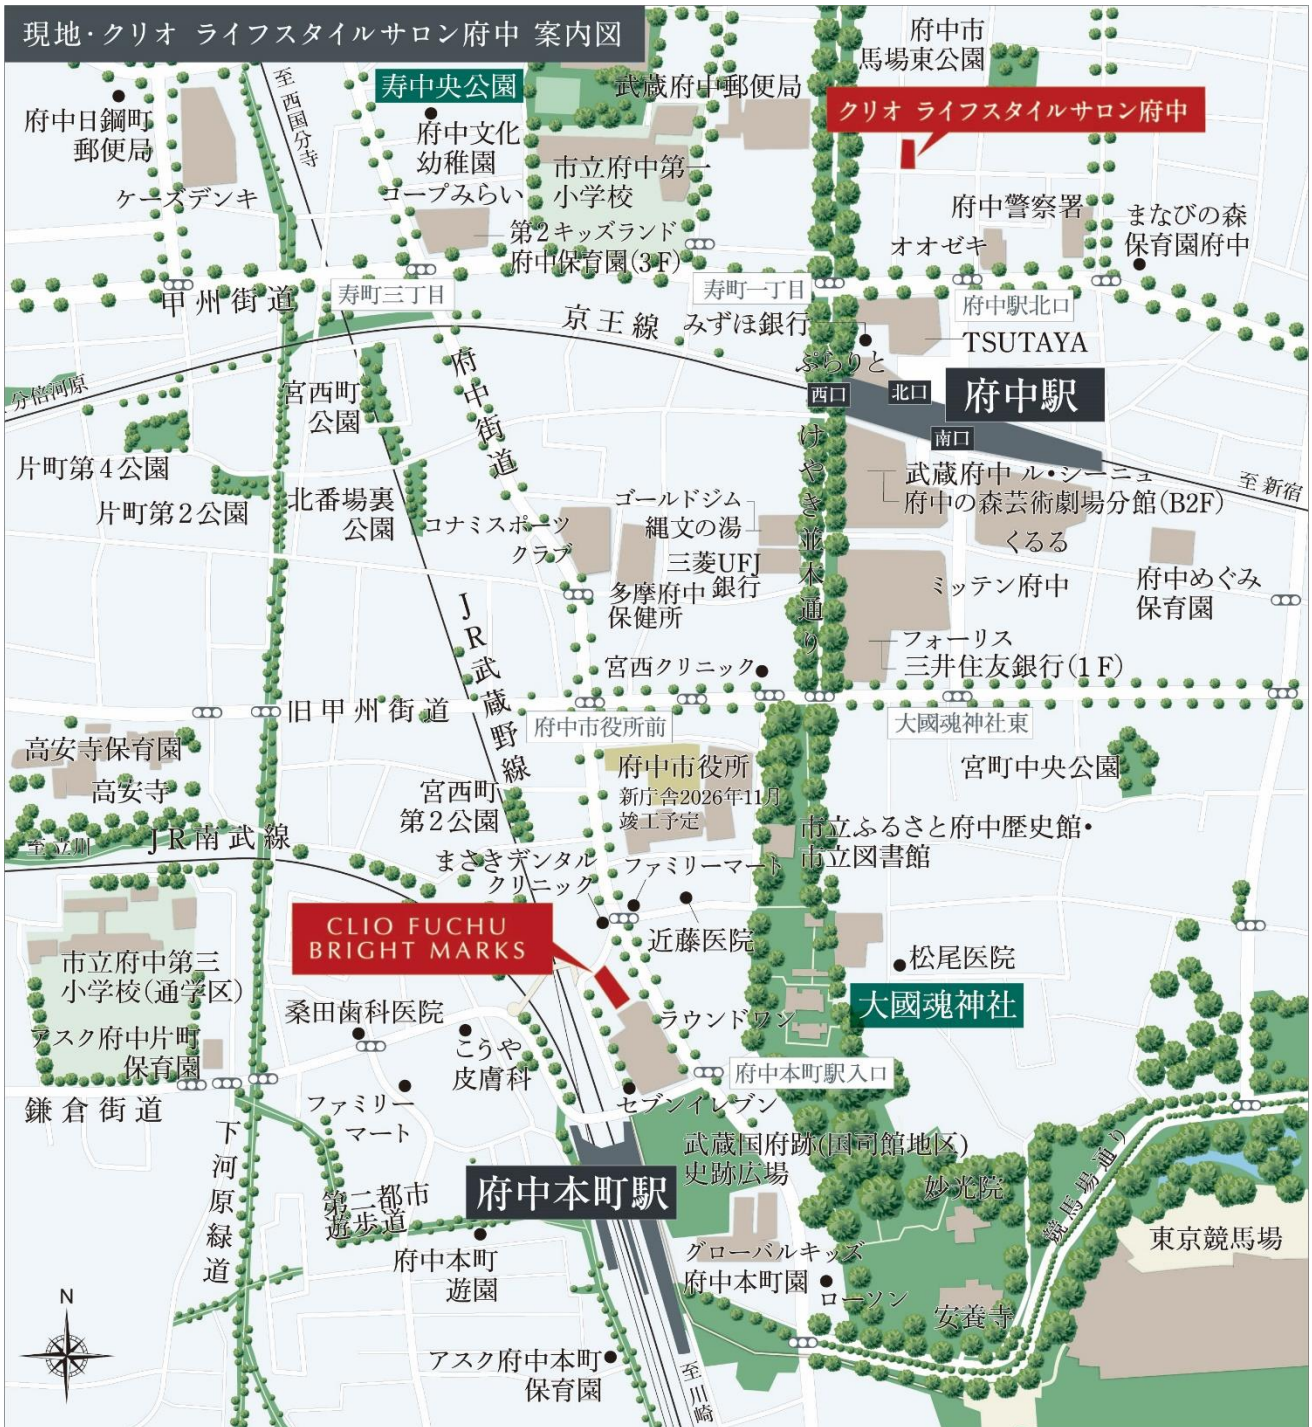 現地・クリオ ライフスタイルサロン府中 案内図
府中市
馬場東公園
至 西国分寺
寿中央公園
武蔵府中郵便局
クリオ ライフスタイルサロン府中
府中日鋼町
郵便局
府中文化
幼稚園
市立府中第一
小学校
ケーズデンキ
コープみらい
府中警察署
まなびの森
保育園府中
第2キッズランド
府中保育園(3F)
オオゼキ
甲州街道
寿町三丁目
寿町一丁目
府中駅北口
京王線
みずほ銀行
TSUTAYA
ぷらりと
分倍河原
宮西町
公園
府中街道
西口
北口
府中駅
南口
けやき並木通り
片町第4公園
武蔵府中 ル・シーニュ
府中の森芸術劇場分館(B2F)
至 新宿
片町第2公園
北番場裏
公園
ゴールドジム
縄文の湯
コナミスポーツ
クラブ
くるる
三菱UFJ
銀行
ミッテン府中
府中めぐみ
保育園
多摩府中
保健所
JR武蔵野線
フォーリス
三井住友銀行(1F)
宮西クリニック
旧甲州街道
府中市役所前
大國魂神社東
高安寺保育園
府中市役所
新庁舎2026年11月
竣工予定
宮町中央公園
高安寺
宮西町
第2公園
至 立川
JR南武線
市立ふるさと府中歴史館・
市立図書館
まさきデンタル
クリニック
ファミリーマート
CLIO FUCHU
BRIGHT MARKS
近藤医院
松尾医院
市立府中第三
小学校(通学区)
大國魂神社
桑田歯科医院
ラウンドワン
アスク府中片町
保育園
こうや
皮膚科
府中本町駅入口
鎌倉街道
ファミリー
マート
セブンイレブン
下河原緑道
武蔵国府跡(国司館地区)
史跡広場
競馬場通り
第二都市
遊歩道
府中本町駅
妙光院
東京競馬場
府中本町
遊園
グローバルキッズ
府中本町園
ローソン
安養寺
N
アスク府中本町
保育園
至 川崎